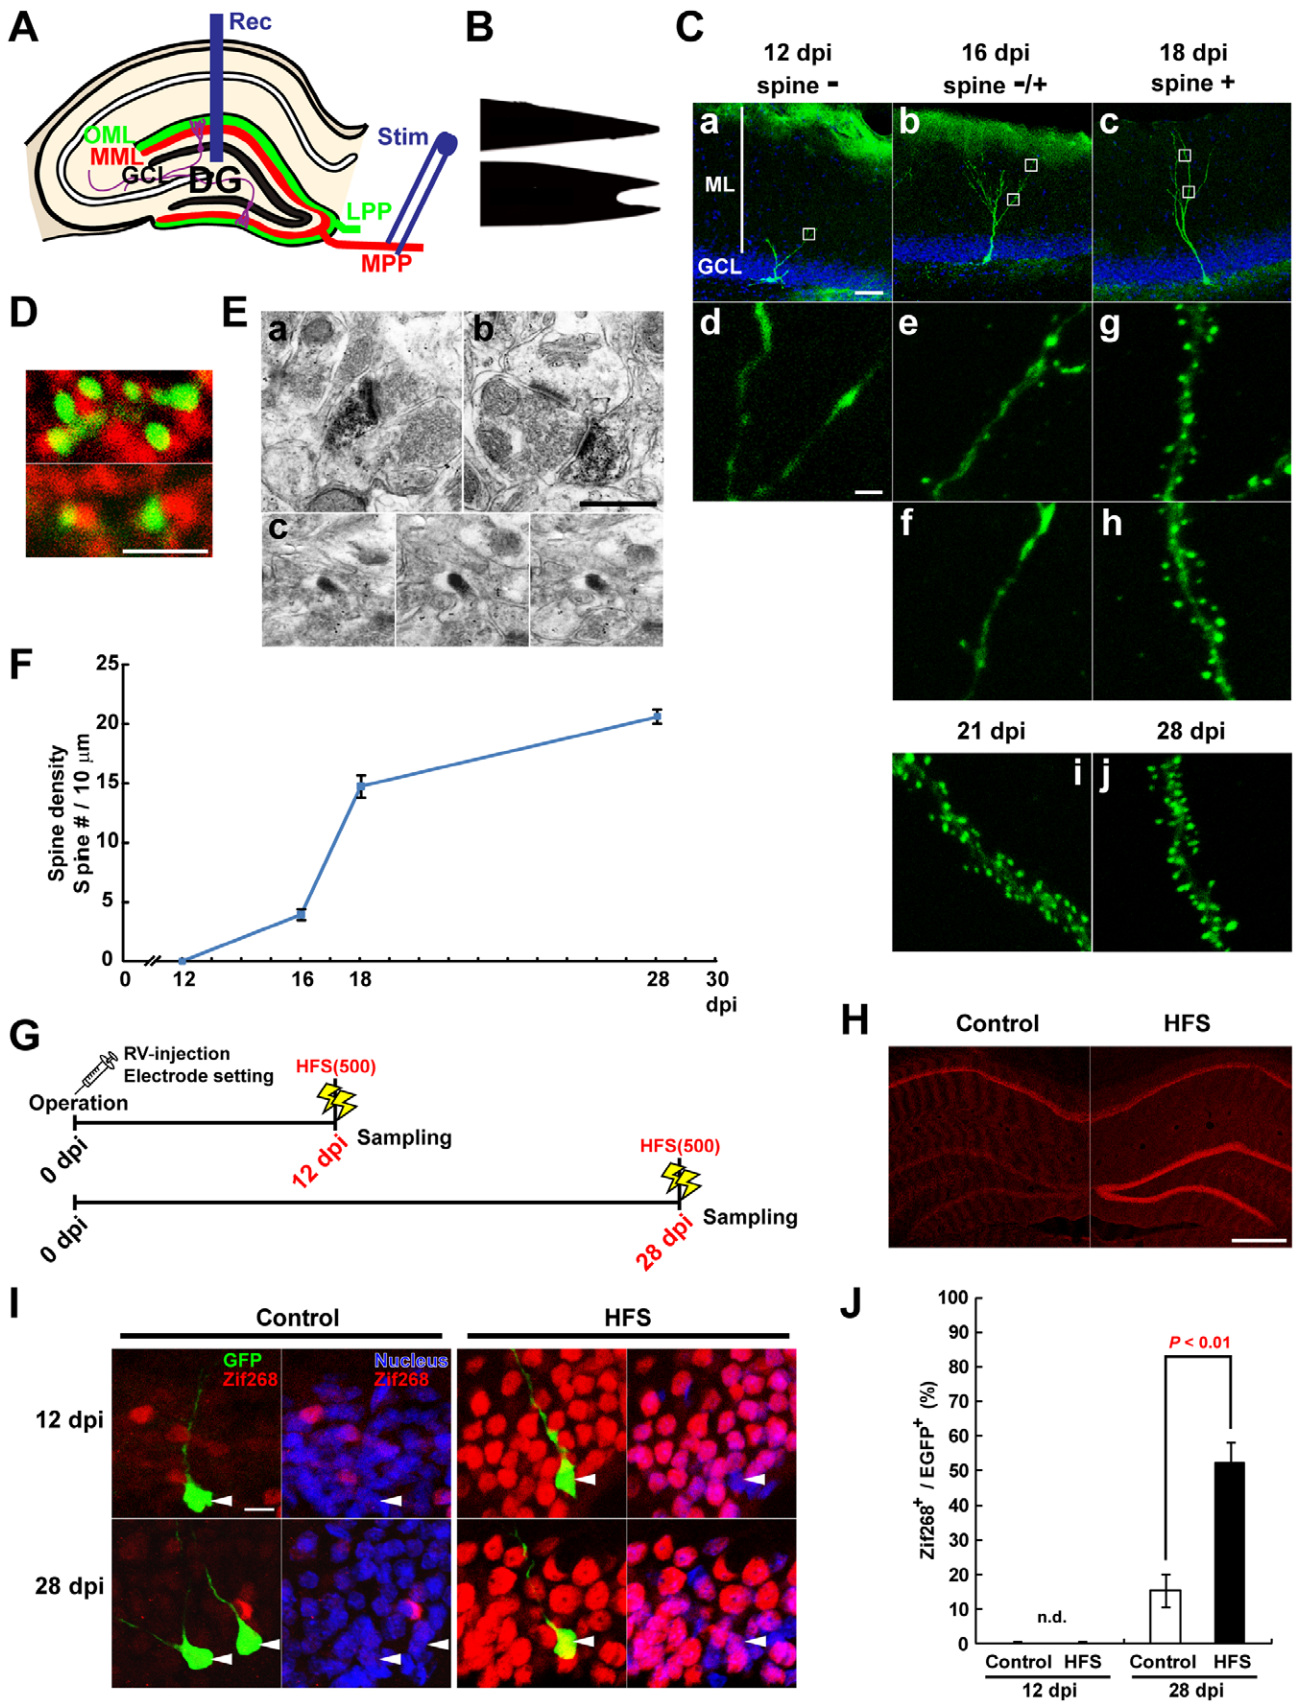 A
Rec
OML
MML
GCL
DG
Stim
LPP
MPP
B
C
12 dpi
spine -
16 dpi
spine -/+
18 dpi
spine +
a
b
c
ML
GCL
d
e
g
f
h
21 dpi
28 dpi
i
j
D
E
a
b
c
F
Spine density
Spine # / 10 µm
25
20
15
10
5
0
0
12
16
18
28
30
dpi
G
RV-injection
Electrode setting
Operation
HFS(500)
0 dpi
12 dpi
Sampling
HFS(500)
0 dpi
28 dpi
Sampling
H
Control
HFS
I
Control
HFS
GFP
Zif268
Nucleus
Zif268
12 dpi
28 dpi
J
Zif268+ / EGFP+ (%)
100
90
80
70
60
50
40
30
20
10
0
P < 0.01
n.d.
Control HFS
Control HFS
12 dpi
28 dpi